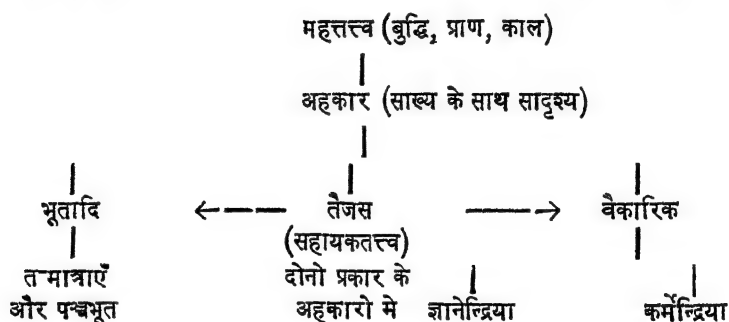 महत्तत्त्व (बुद्धि, प्राण, काल)
अहकार (साख्य के साथ सादृश्य)
भूतादि तैजस वैकारिक
(सहायकतत्त्व)
तन्मात्राएँ दोनो प्रकार के
और पञ्चभूत अहकारो मे ज्ञानेन्द्रिया कर्मेन्द्रिया